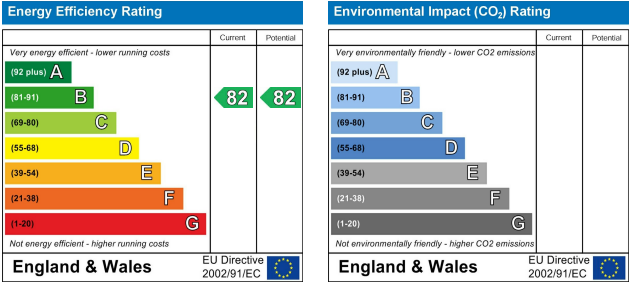 Energy Efficiency Rating
Current Potential
Very energy efficient - lower running costs
(92 plus) A
(81-91) B 82 82
(69-80) C
(55-68) D
(39-54) E
(21-38) F
(1-20) G
Not energy efficient - higher running costs
England & Wales
EU Directive
2002/91/EC
Environmental Impact (CO2) Rating
Current Potential
Very environmentally friendly - lower CO2 emissions
(92 plus) A
(81-91) B
(69-80) C
(55-68) D
(39-54) E
(21-38) F
(1-20) G
Not environmentally friendly - higher CO2 emissions
England & Wales
EU Directive
2002/91/EC